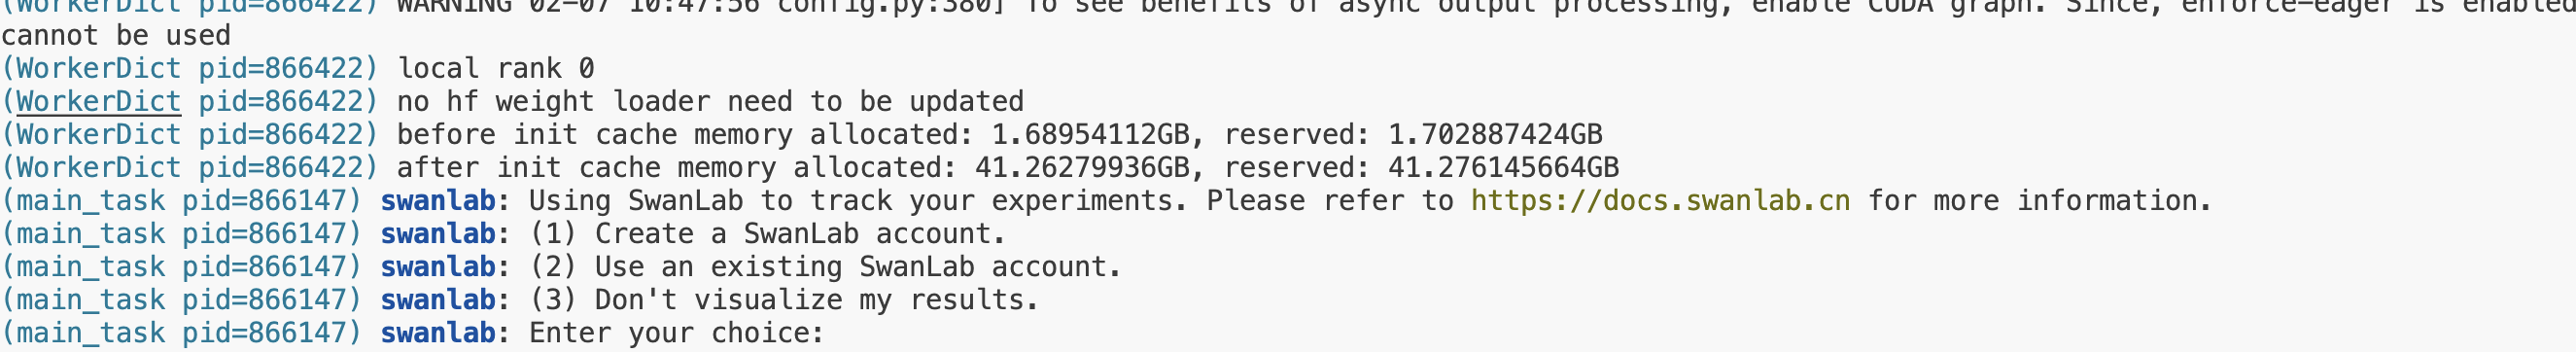 (WorkerDict pid=866422) WARNING 02-07 10:47:56 config.py:380] To see benefits of async output processing, enable CUDA graph. Since, enforce-eager is enabled
cannot be used
(WorkerDict pid=866422) local rank 0
(WorkerDict pid=866422) no hf weight loader need to be updated
(WorkerDict pid=866422) before init cache memory allocated: 1.68954112GB, reserved: 1.702887424GB
(WorkerDict pid=866422) after init cache memory allocated: 41.26279936GB, reserved: 41.276145664GB
(main_task pid=866147) swanlab: Using SwanLab to track your experiments. Please refer to https://docs.swanlab.cn for more information.
(main_task pid=866147) swanlab: (1) Create a SwanLab account.
(main_task pid=866147) swanlab: (2) Use an existing SwanLab account.
(main_task pid=866147) swanlab: (3) Don't visualize my results.
(main_task pid=866147) swanlab: Enter your choice: